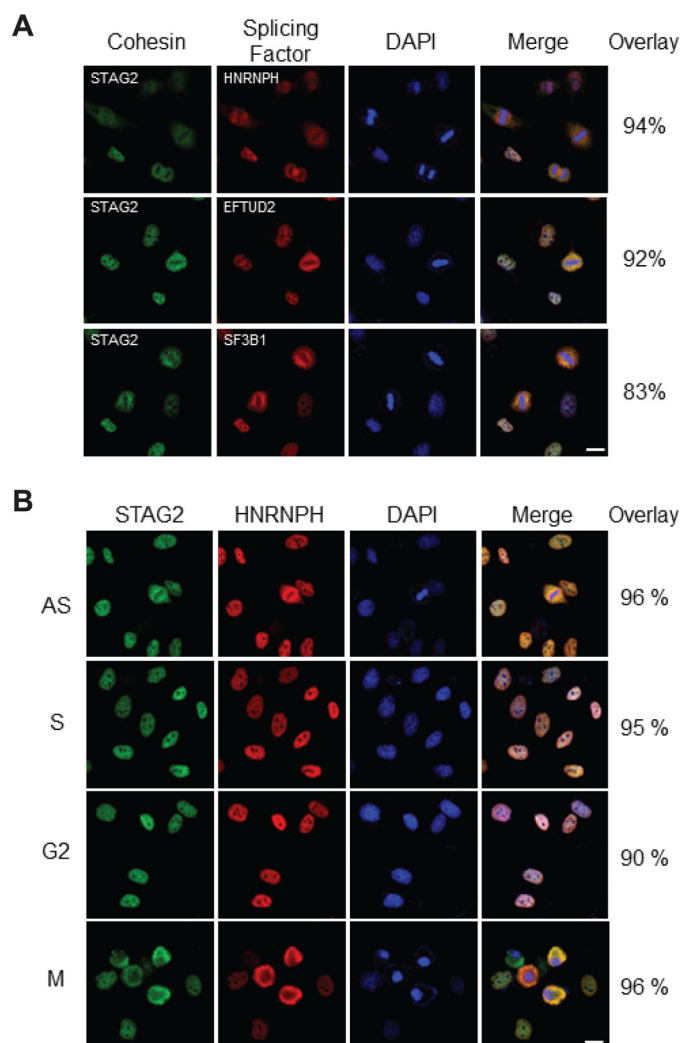 A
Cohesin Splicing Factor DAPI Merge Overlay
STAG2 HNRNPH 94%
STAG2 EFTUD2 92%
STAG2 SF3B1 83%
B
STAG2 HNRNPH DAPI Merge Overlay
AS 96 %
S 95 %
G2 90 %
M 96 %